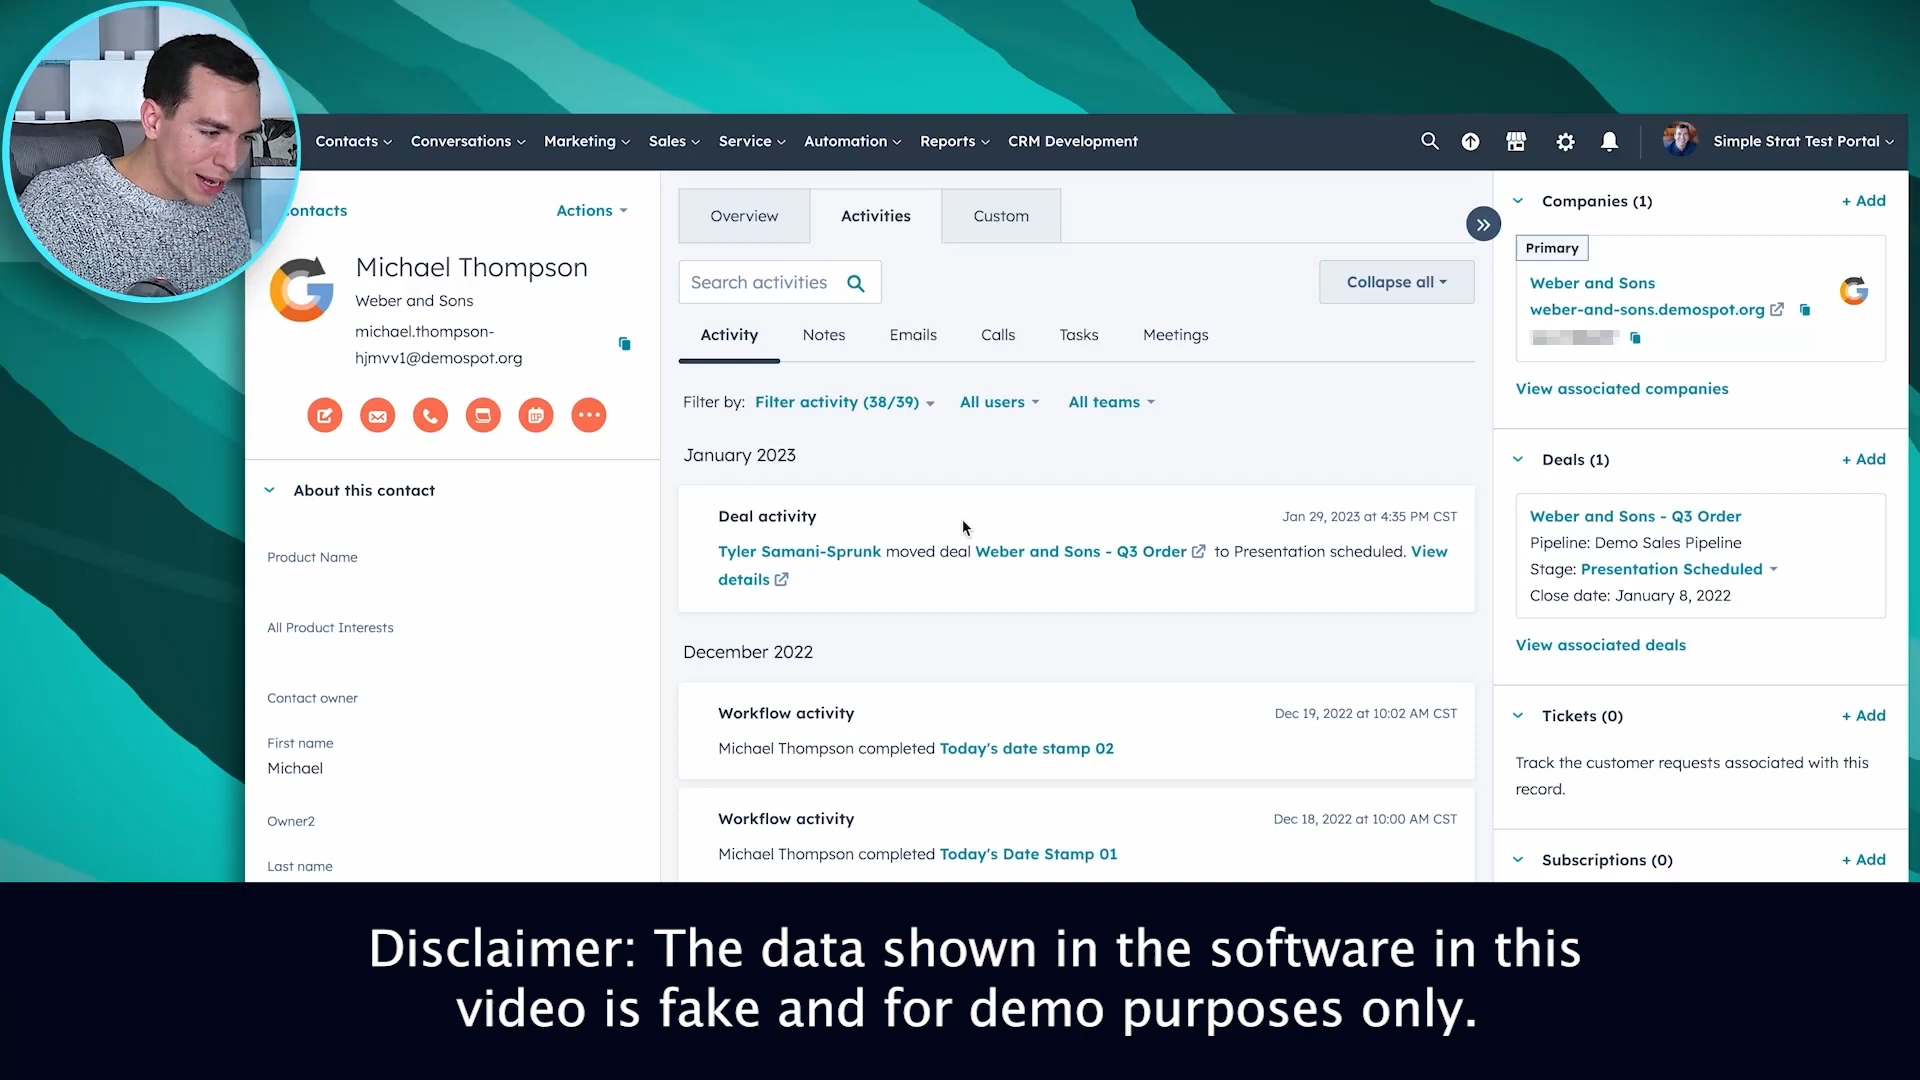 Contacts
Conversations
Marketing
Sales
Service
Automation
Reports
CRM Development
Simple Strat Test Portal
Actions
Michael Thompson
Weber and Sons
michael.thompson-
hjmvv1@demospot.org
About this contact
Product Name
All Product Interests
Contact owner
First name
Michael
Owner2
Last name
Overview
Activities
Custom
Search activities
Collapse all
Activity
Notes
Emails
Calls
Tasks
Meetings
Filter by: Filter activity (38/39) All users All teams
January 2023
Deal activity
Jan 29, 2023 at 4:35 PM CST
Tyler Samani-Sprunk moved deal Weber and Sons - Q3 Order to Presentation scheduled. View
details
December 2022
Workflow activity
Dec 19, 2022 at 10:02 AM CST
Michael Thompson completed Today's date stamp 02
Workflow activity
Dec 18, 2022 at 10:00 AM CST
Michael Thompson completed Today's Date Stamp 01
Companies (1)
+ Add
Primary
Weber and Sons
weber-and-sons.demospot.org
View associated companies
Deals (1)
+ Add
Weber and Sons - Q3 Order
Pipeline: Demo Sales Pipeline
Stage: Presentation Scheduled
Close date: January 8, 2022
View associated deals
Tickets (0)
+ Add
Track the customer requests associated with this
record.
Subscriptions (0)
+ Add
Disclaimer: The data shown in the software in this
video is fake and for demo purposes only.